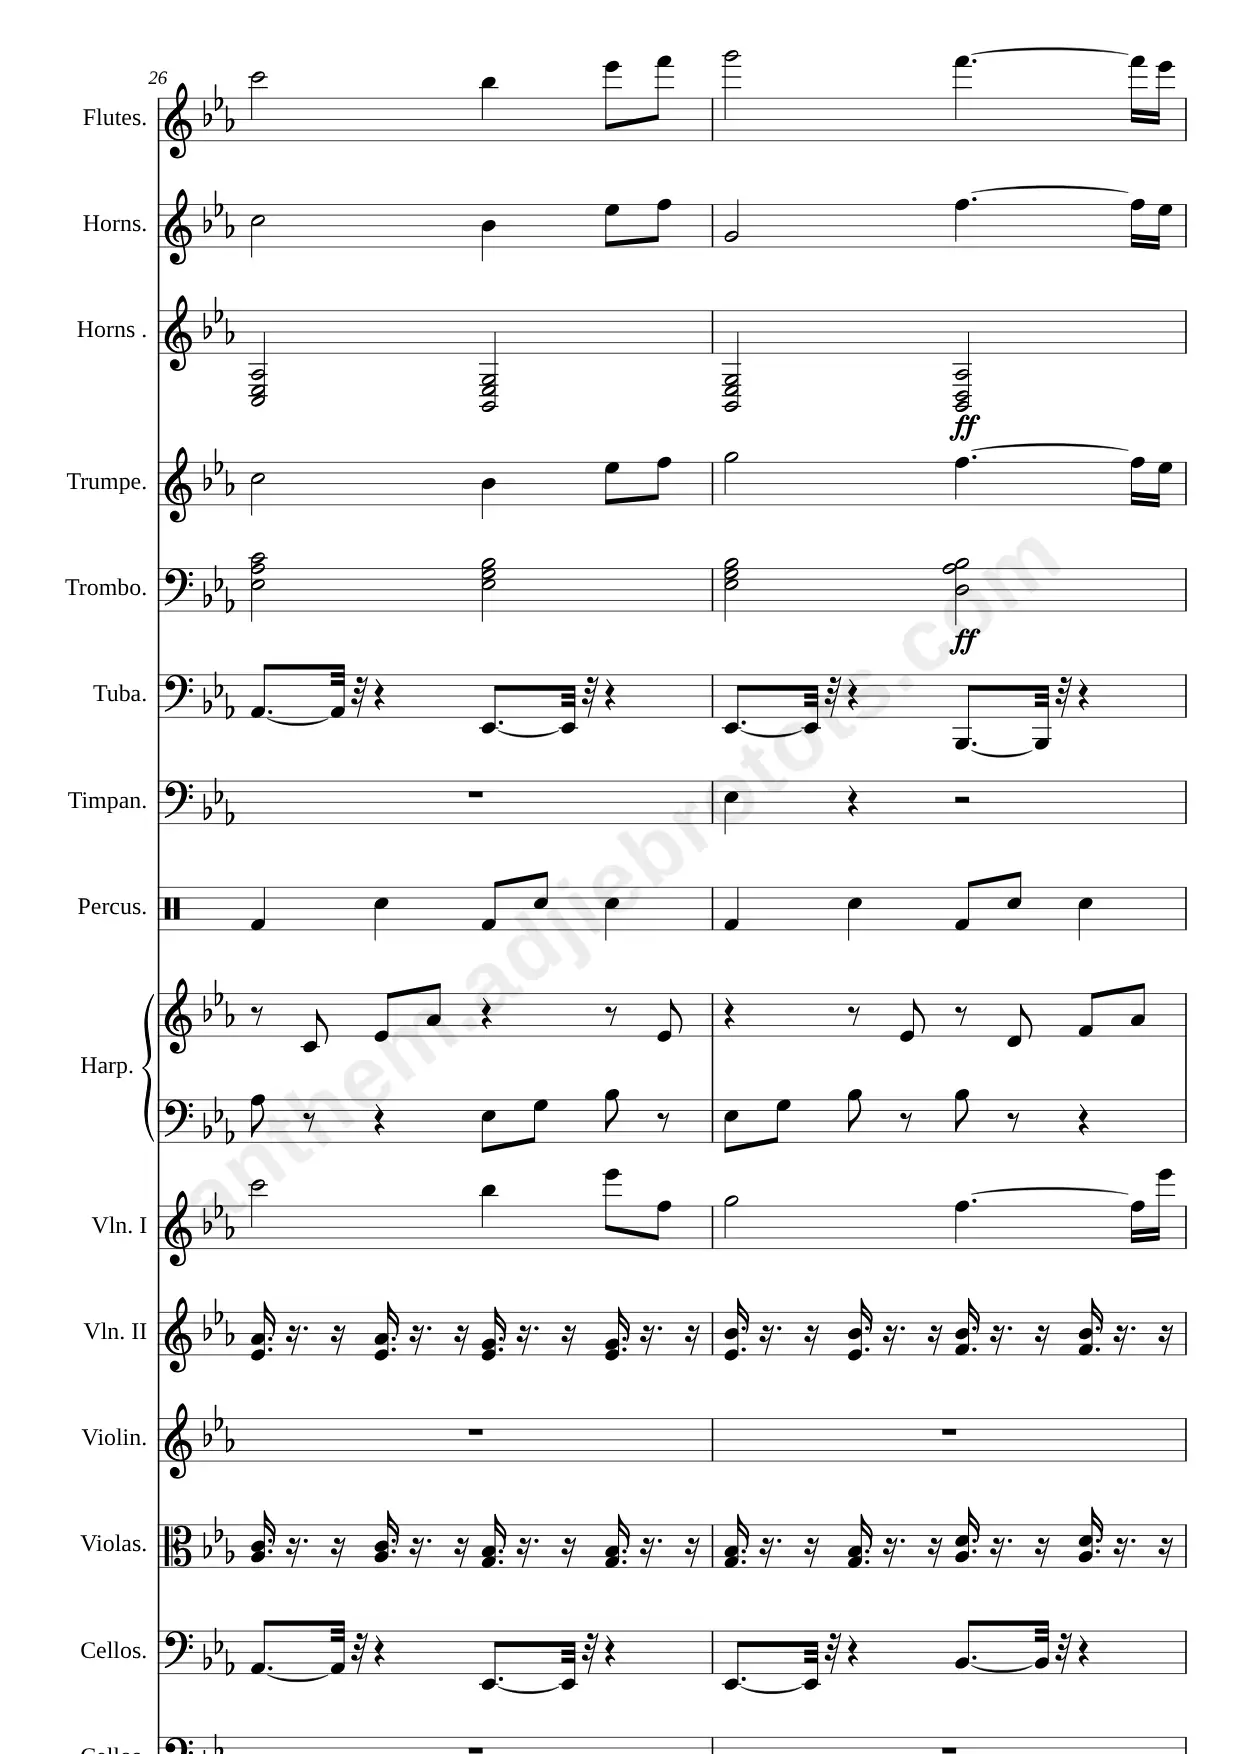 26
Flutes.
Horns.
Horns .
ff
Trumpe.
Trombo.
ff
Tuba.
Timpan.
Percus.
Harp.
Vln. I
Vln. II
Violin.
Violas.
Cellos.
anthem.adjiebrotots.com